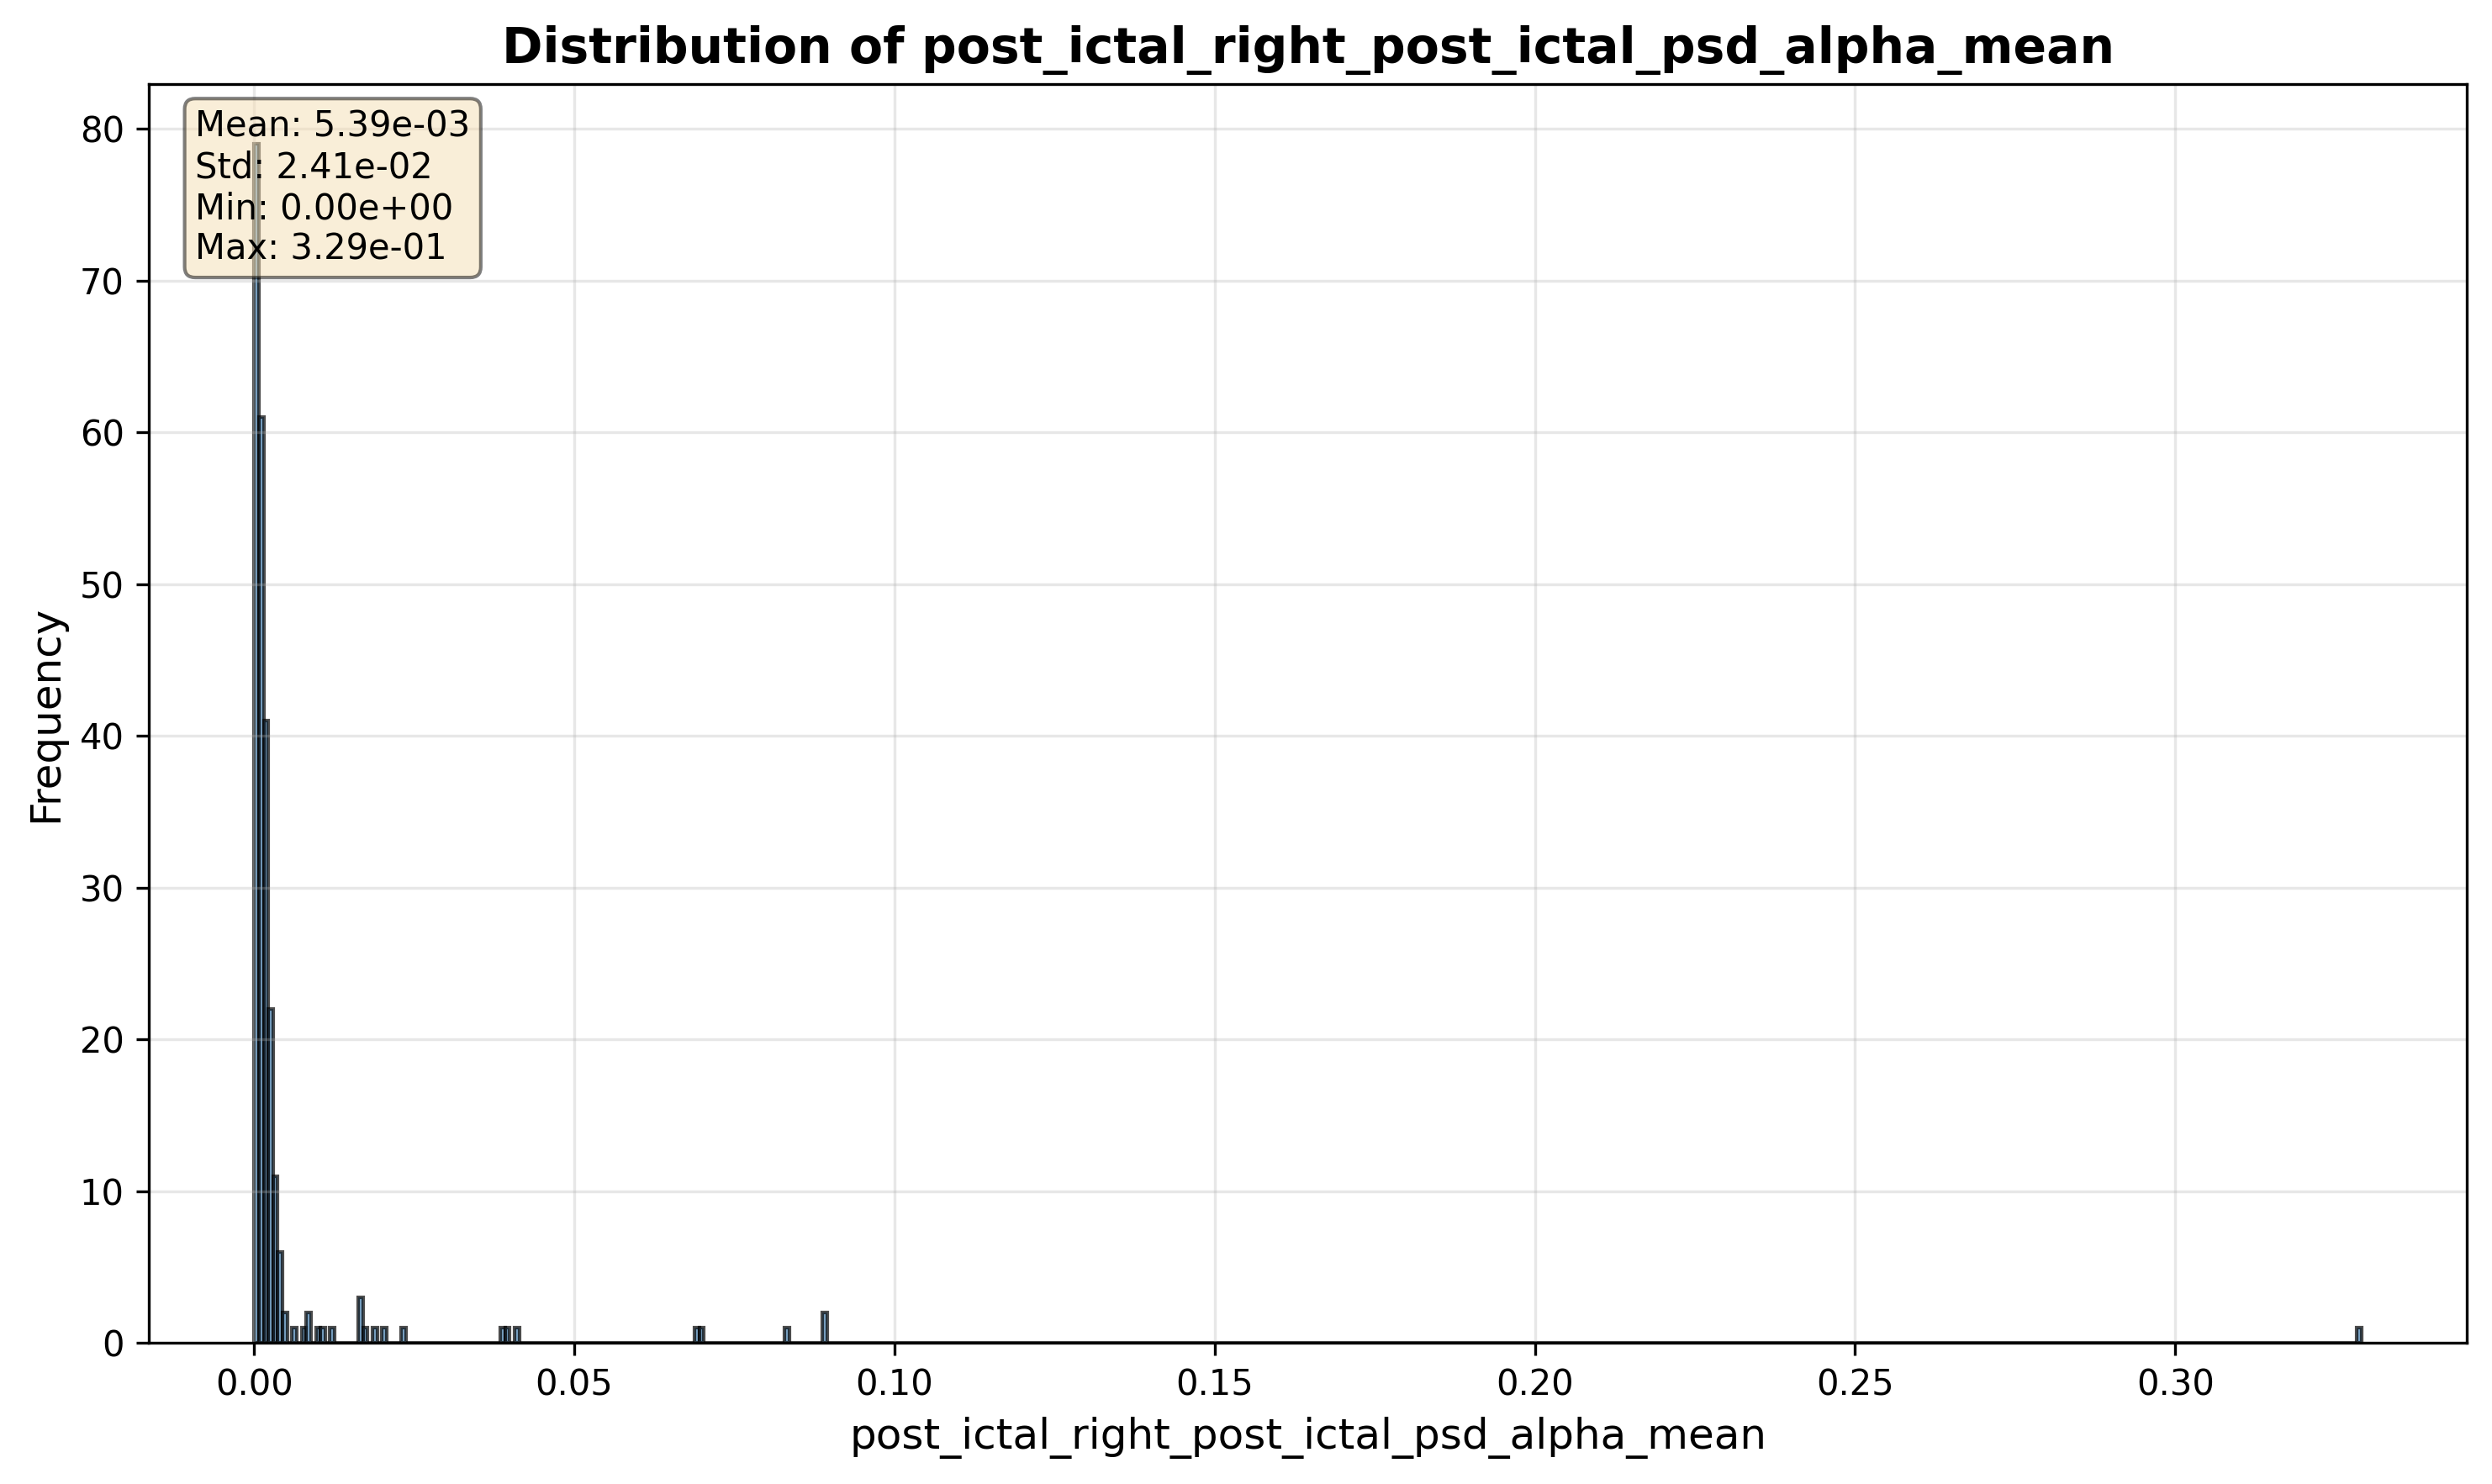 Distribution of post_ictal_right_post_ictal_psd_alpha_mean
Mean: 5.39e-03
Std: 2.41e-02
Min: 0.00e+00
Max: 3.29e-01
80
70
60
50
40
30
20
10
0
Frequency
0.00 0.05 0.10 0.15 0.20 0.25 0.30
post_ictal_right_post_ictal_psd_alpha_mean